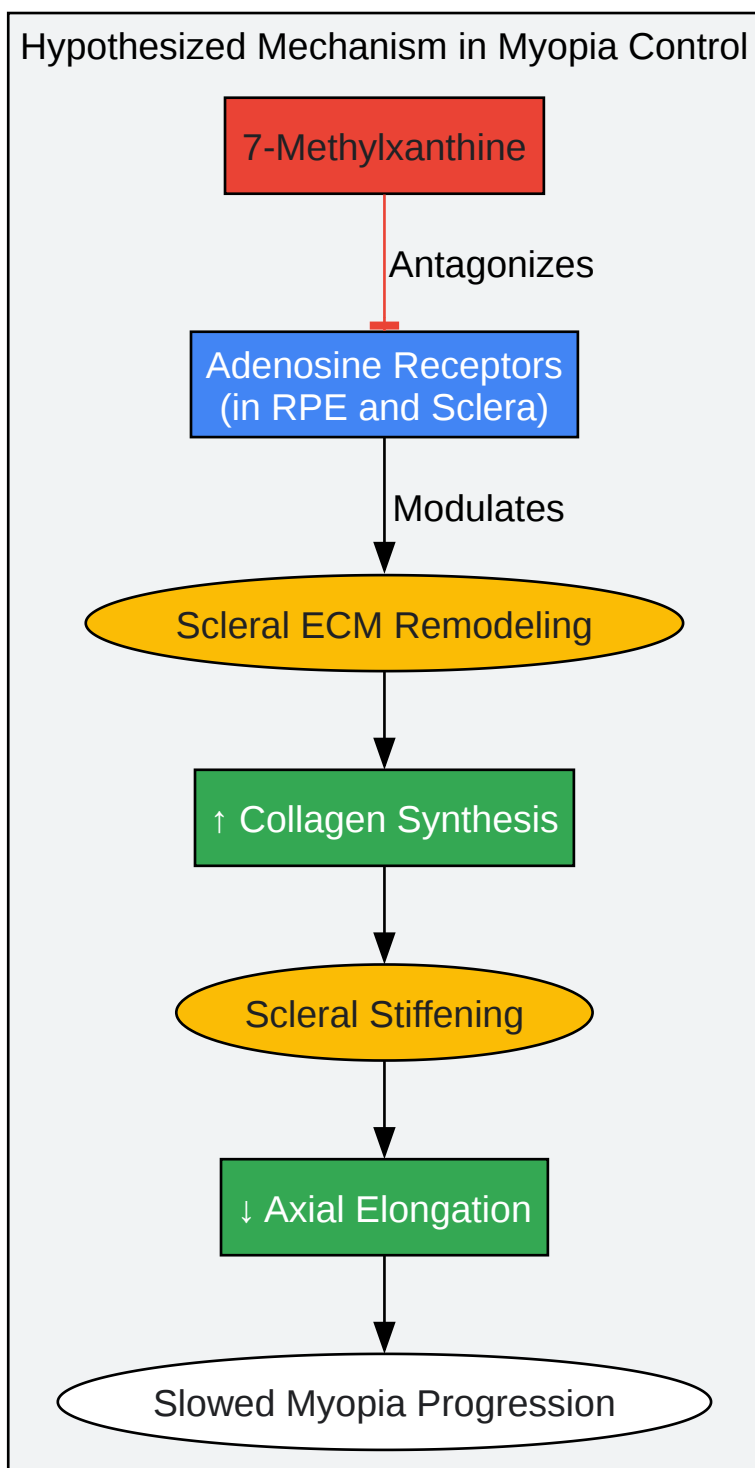 Hypothesized Mechanism in Myopia Control
7-Methylxanthine
Antagonizes
Adenosine Receptors
(in RPE and Sclera)
Modulates
Scleral ECM Remodeling
↑ Collagen Synthesis
Scleral Stiffening
↓ Axial Elongation
Slowed Myopia Progression